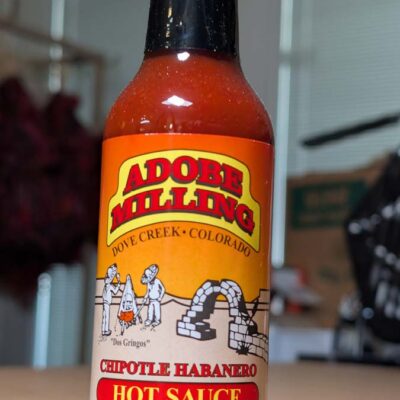 ADOBE
MILLING
DOVE CREEK • COLORADO
"Dos Gringos"
CHIPOTLE HABANERO
HOT SAUCE